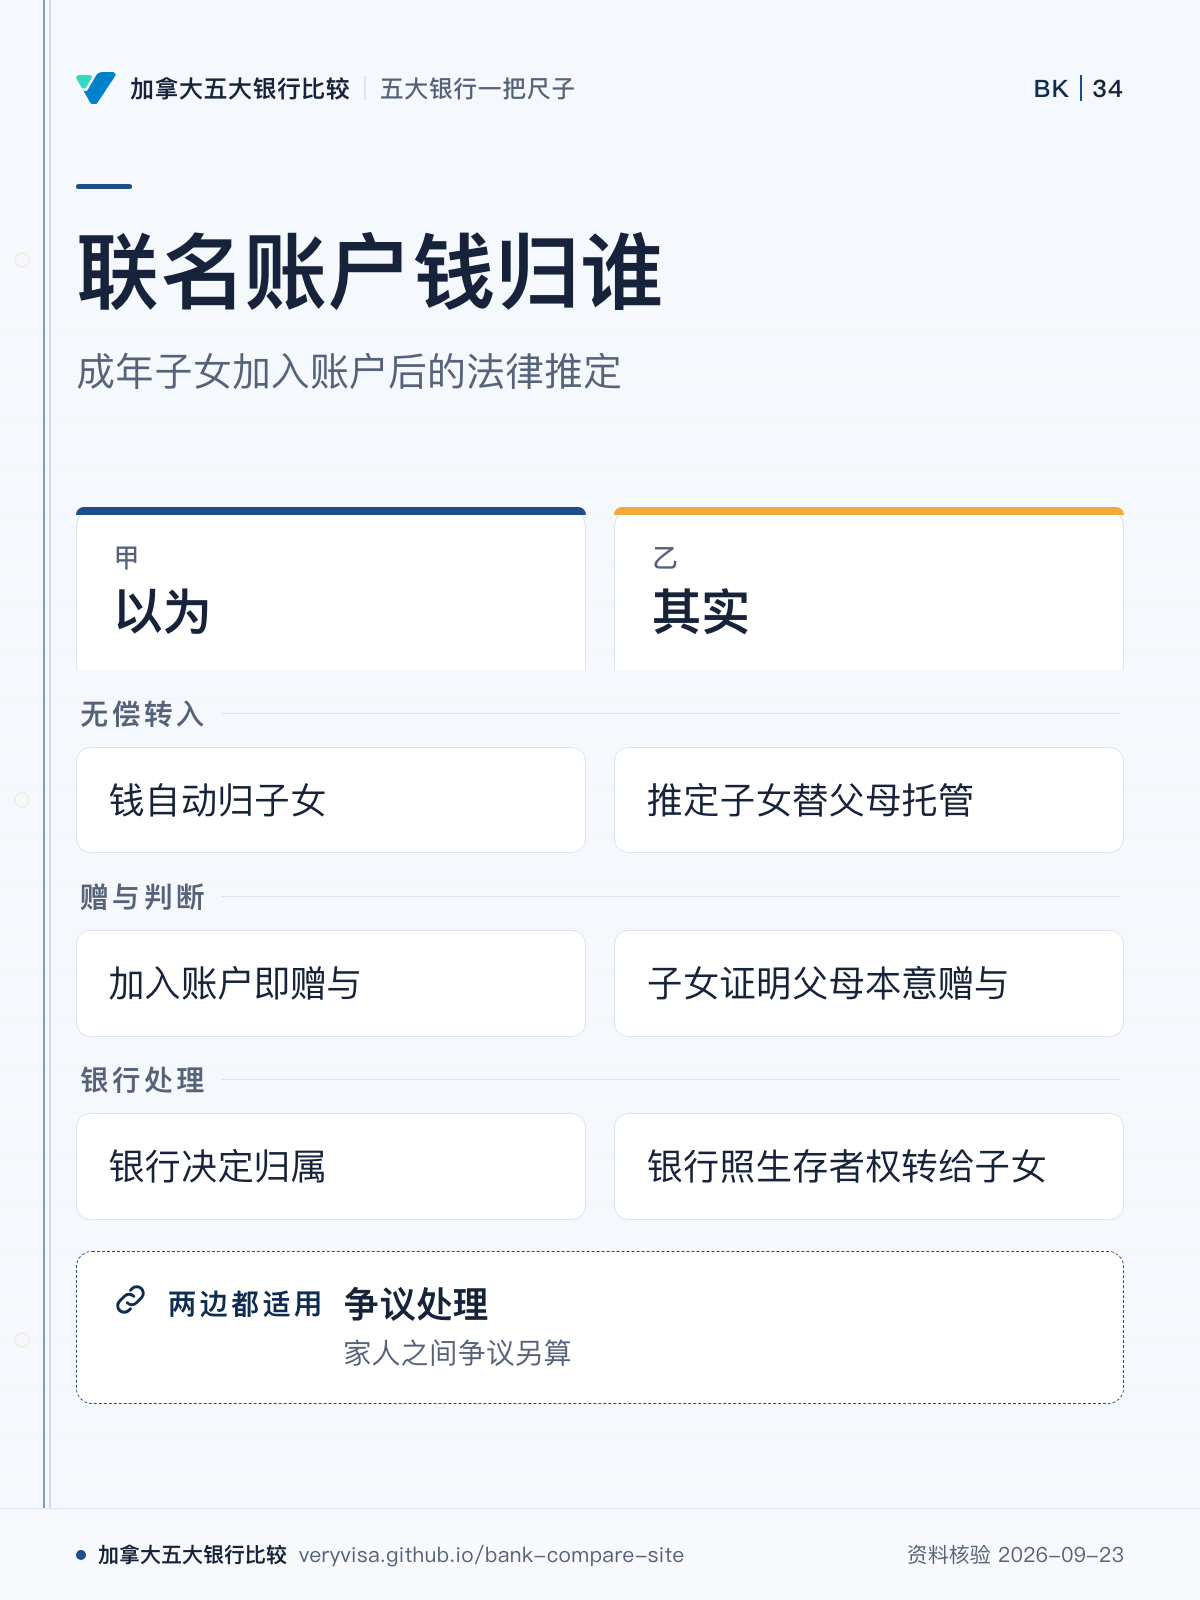 加拿大五大银行比较 五大银行一把尺子 BK 34
联名账户钱归谁
成年子女加入账户后的法律推定
甲 乙
以为 其实
无偿转入
钱自动归子女 推定子女替父母托管
赠与判断
加入账户即赠与 子女证明父母本意赠与
银行处理
银行决定归属 银行照生存者权转给子女
两边都适用 争议处理
家人之间争议另算
加拿大五大银行比较 veryvisa.github.io/bank-compare-site 资料核验 2026-09-23